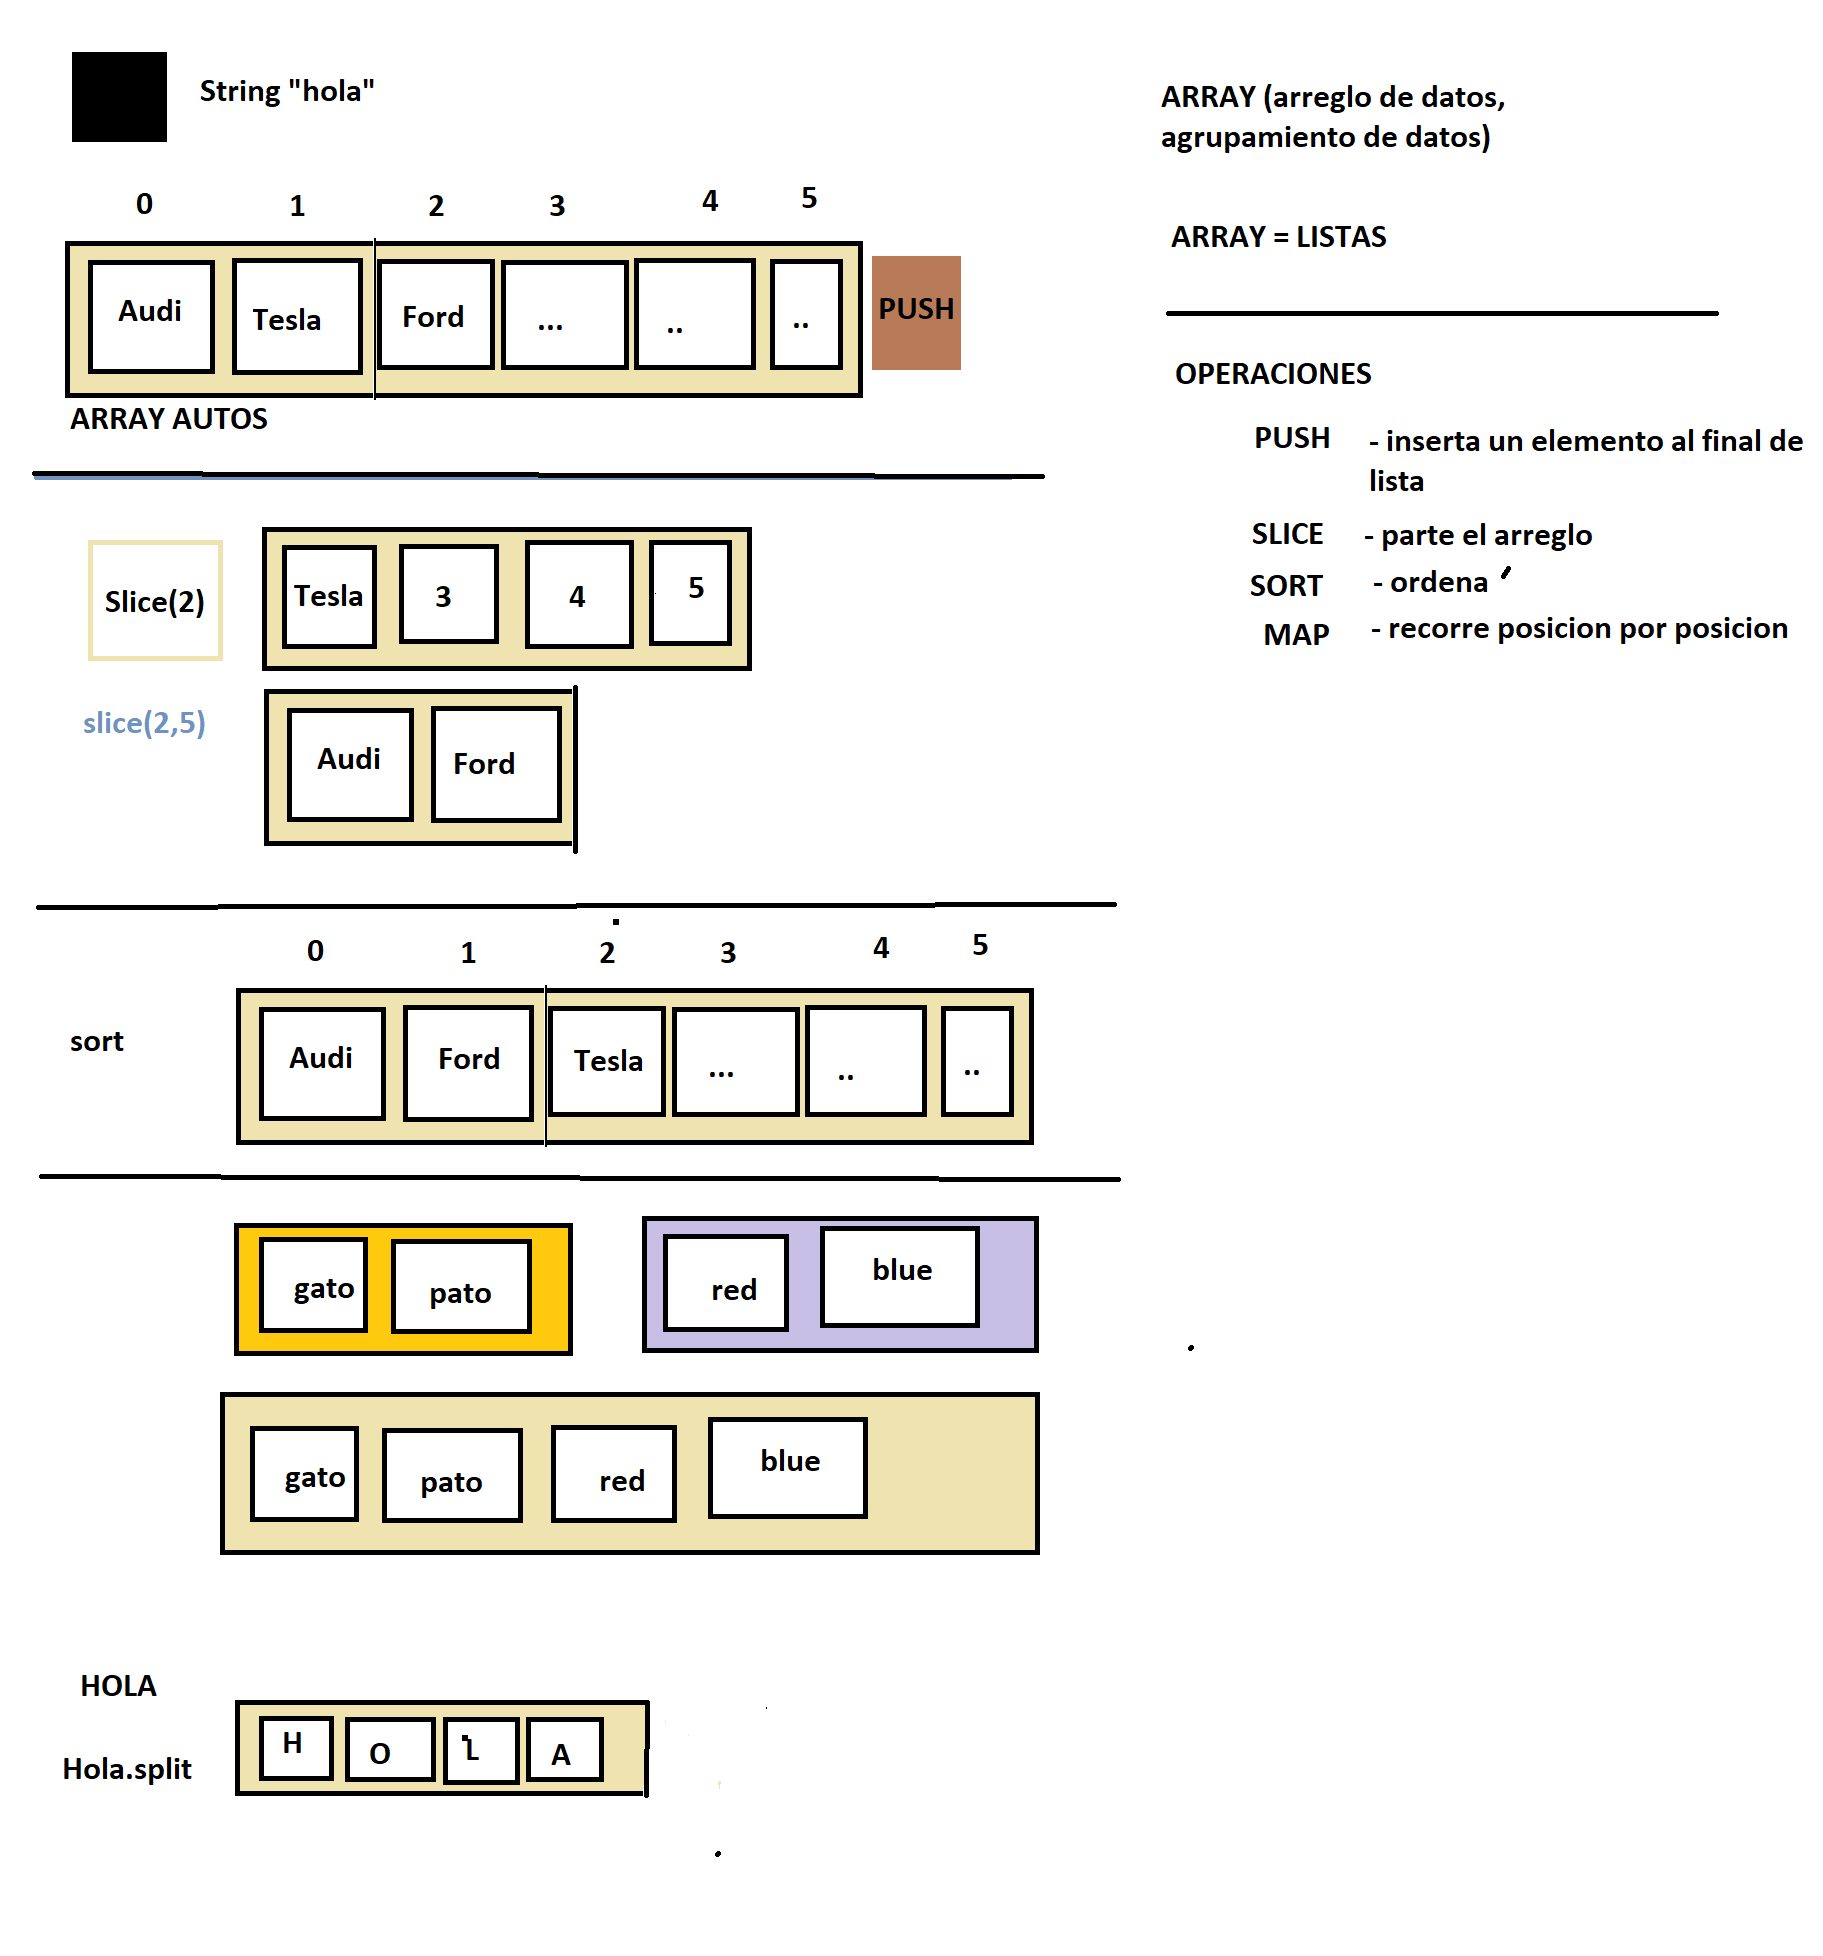 String "hola"
0 1 2 3 4 5
Audi Tesla Ford ... .. .. PUSH
ARRAY AUTOS
Slice(2) Tesla 3 4 5
slice(2,5) Audi Ford
0 1 2 3 4 5
sort Audi Ford Tesla ... .. ..
gato pato red blue
gato pato red blue
HOLA
H O L A
Hola.split
ARRAY (arreglo de datos,
agrupamiento de datos)
ARRAY = LISTAS
OPERACIONES
PUSH - inserta un elemento al final de
lista
SLICE - parte el arreglo
SORT - ordena
MAP - recorre posicion por posicion